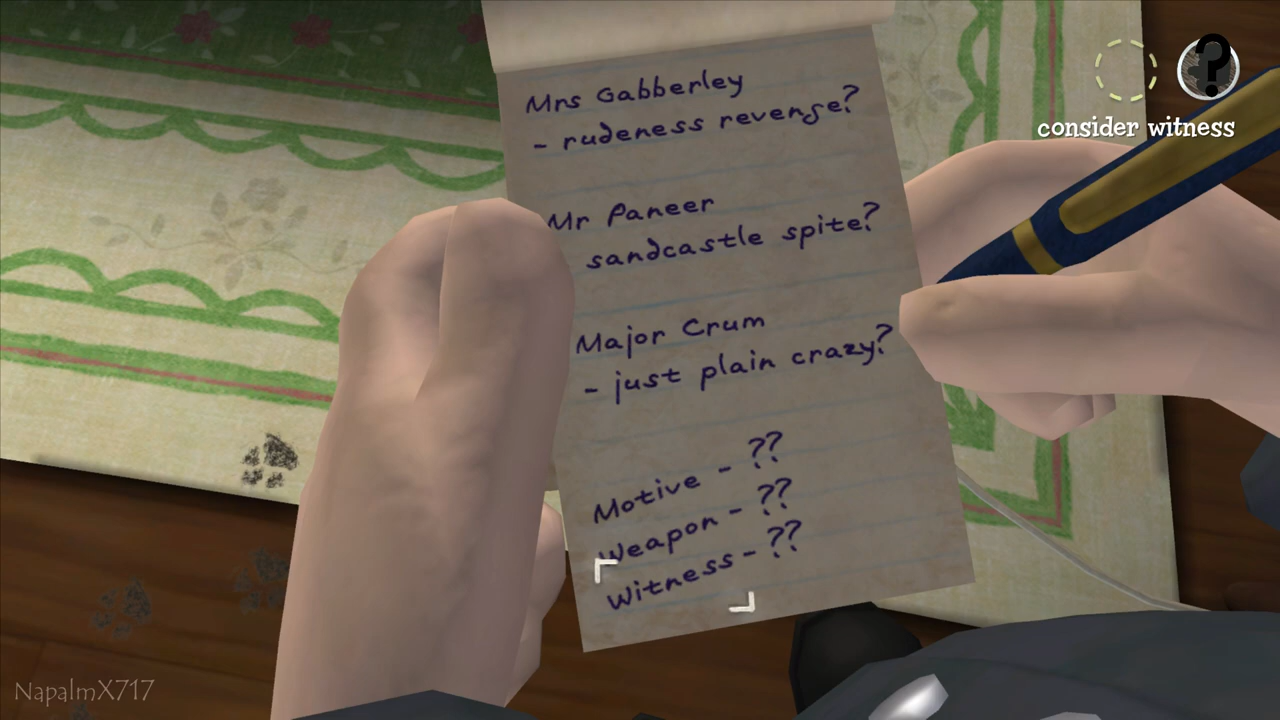 Mrs Gabberley
- rudeness revenge?
Mr Paneer
sandcastle spite?
Major Crum
- just plain crazy?
Motive - ??
Weapon - ??
Witness - ??
?
consider witness
NapalmX717